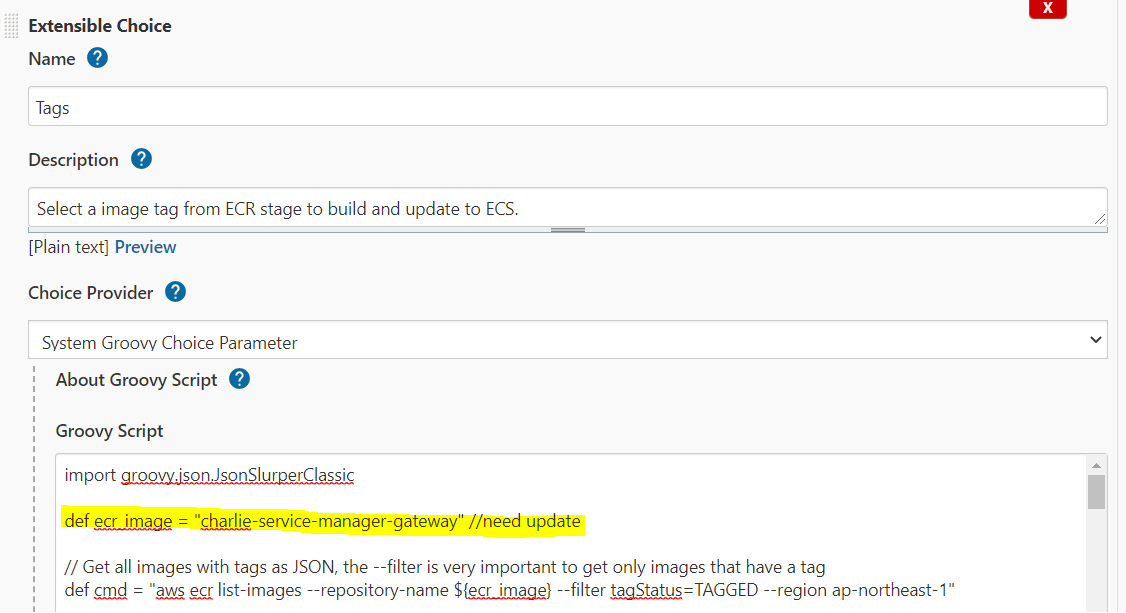 X
Extensible Choice
Name ?
Tags
Description ?
Select a image tag from ECR stage to build and update to ECS.
[Plain text] Preview
Choice Provider ?
System Groovy Choice Parameter
About Groovy Script ?
Groovy Script
import groovy.json.JsonSlurperClassic
def ecr_image = "charlie-service-manager-gateway" //need update
// Get all images with tags as JSON, the --filter is very important to get only images that have a tag
def cmd = "aws ecr list-images --repository-name ${ecr_image} --filter tagStatus=TAGGED --region ap-northeast-1"